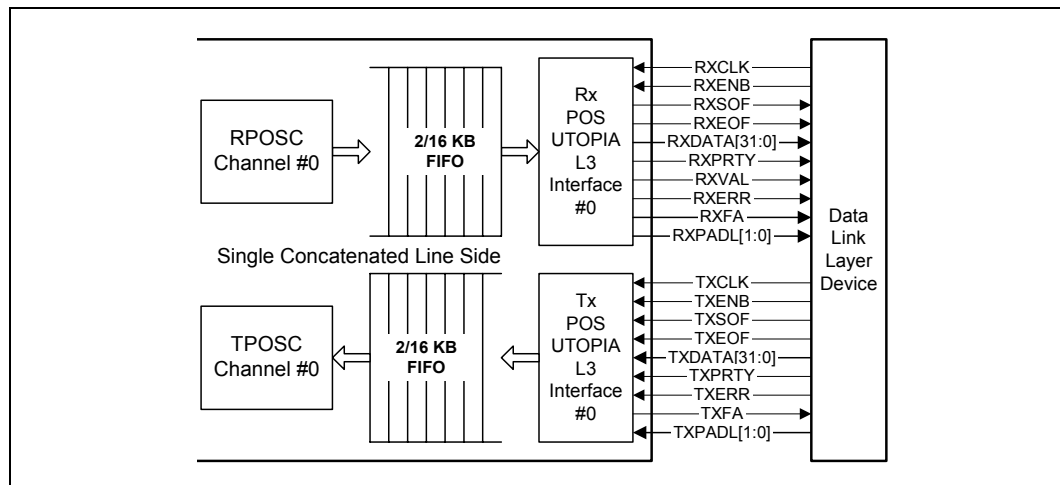 RPOSC
Channel #0
2/16 KB
FIFO
Rx
POS
UTOPIA
L3
Interface
#0
RXCLK
RXENB
RXSOF
RXEOF
RXDATA[31:0]
RXPRTY
RXVAL
RXERR
RXFA
RXPADL[1:0]
Single Concatenated Line Side
TPOSC
Channel #0
2/16 KB
FIFO
Tx
POS
UTOPIA
L3
Interface
#0
TXCLK
TXENB
TXSOF
TXEOF
TXDATA[31:0]
TXPRTY
TXERR
TXFA
TXPADL[1:0]
Data
Link
Layer
Device